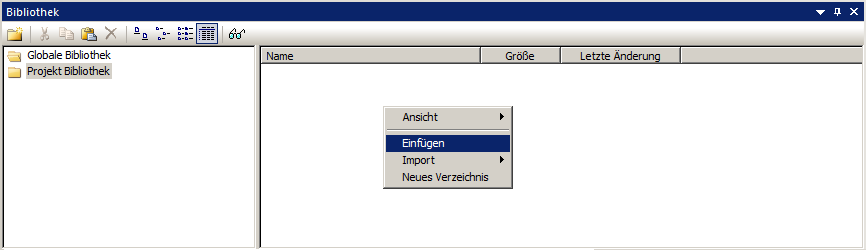 Bibliothek
Globale Bibliothek
Projekt Bibliothek
Name Größe Letzte Änderung
Ansicht
Einfügen
Import
Neues Verzeichnis